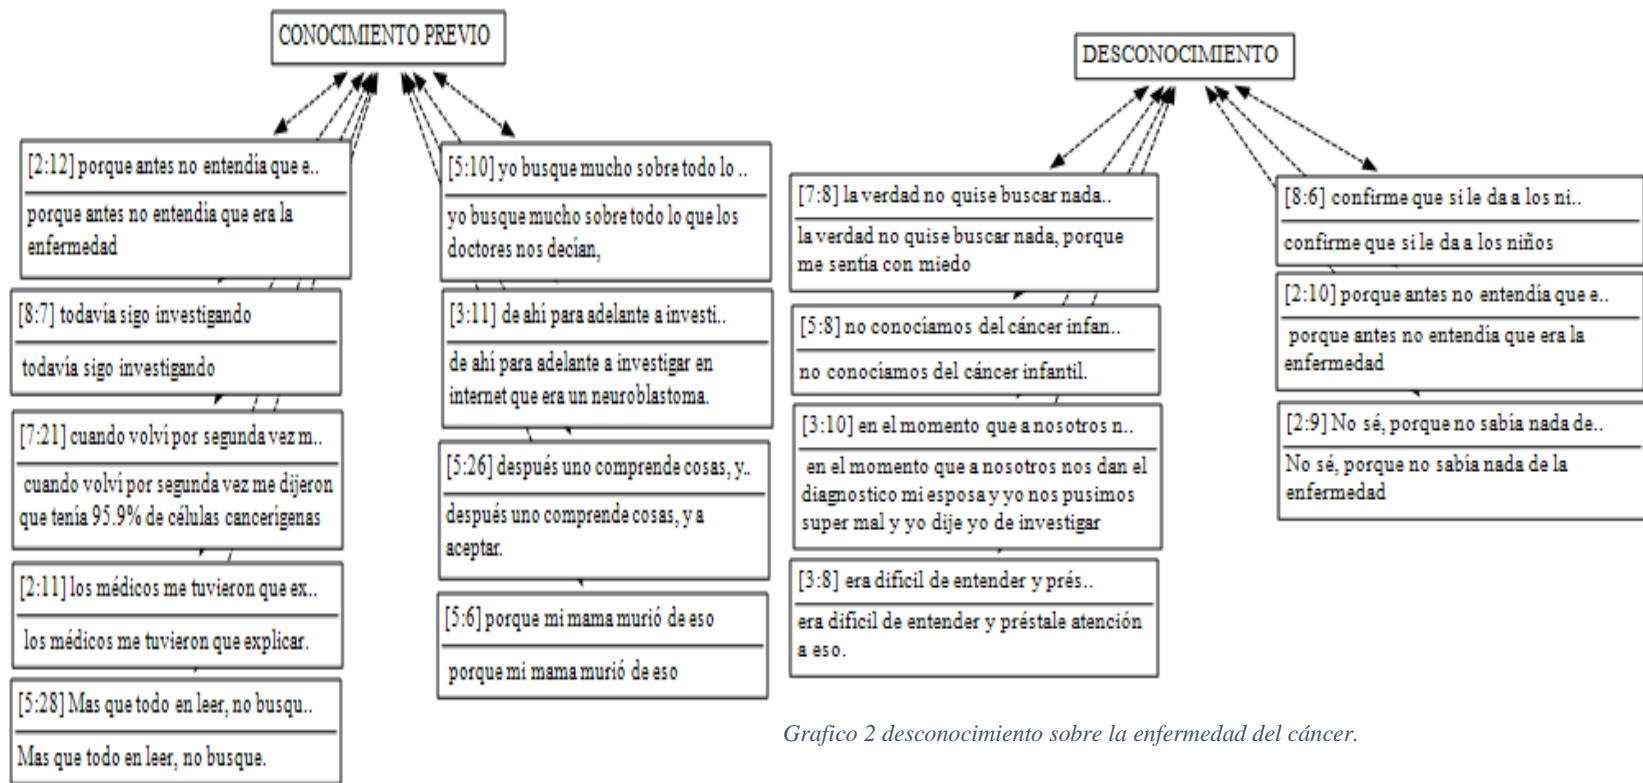 CONOCIMIENTO PREVIO
[2:12] porque antes no entendía que e..
porque antes no entendía que era la
enfermedad
[8:7] todavía sigo investigando
todavía sigo investigando
[7:21] cuando volví por segunda vez m..
cuando volví por segunda vez me dijeron
que tenía 95.9% de células cancerígenas
[2:11] los médicos me tuvieron que ex..
los médicos me tuvieron que explicar.
[5:28] Mas que todo en leer, no busqu..
Mas que todo en leer, no busque.
[5:10] yo busque mucho sobre todo lo ..
yo busque mucho sobre todo lo que los
doctores nos decían,
[3:11] de ahí para adelante a investi..
de ahí para adelante a investigar en
internet que era un neuroblastoma.
[5:26] después uno comprende cosas, y..
después uno comprende cosas, y a
aceptar.
[5:6] porque mi mama murió de eso
porque mi mama murió de eso
DESCONOCIMIENTO
[7:8] la verdad no quise buscar nada..
la verdad no quise buscar nada, porque
me sentía con miedo
[5:8] no conocíamos del cáncer infan..
no conocíamos del cáncer infantil.
[3:10] en el momento que a nosotros n..
en el momento que a nosotros nos dan el
diagnostico mi esposa y yo nos pusimos
super mal y yo dije yo de investigar
[3:8] era difícil de entender y prés..
era difícil de entender y préstale atención
a eso.
[8:6] confirme que si le da a los ni..
confirme que si le da a los niños
[2:10] porque antes no entendía que e..
porque antes no entendía que era la
enfermedad
[2:9] No sé, porque no sabía nada de..
No sé, porque no sabía nada de la
enfermedad
Grafico 2 desconocimiento sobre la enfermedad del cáncer.